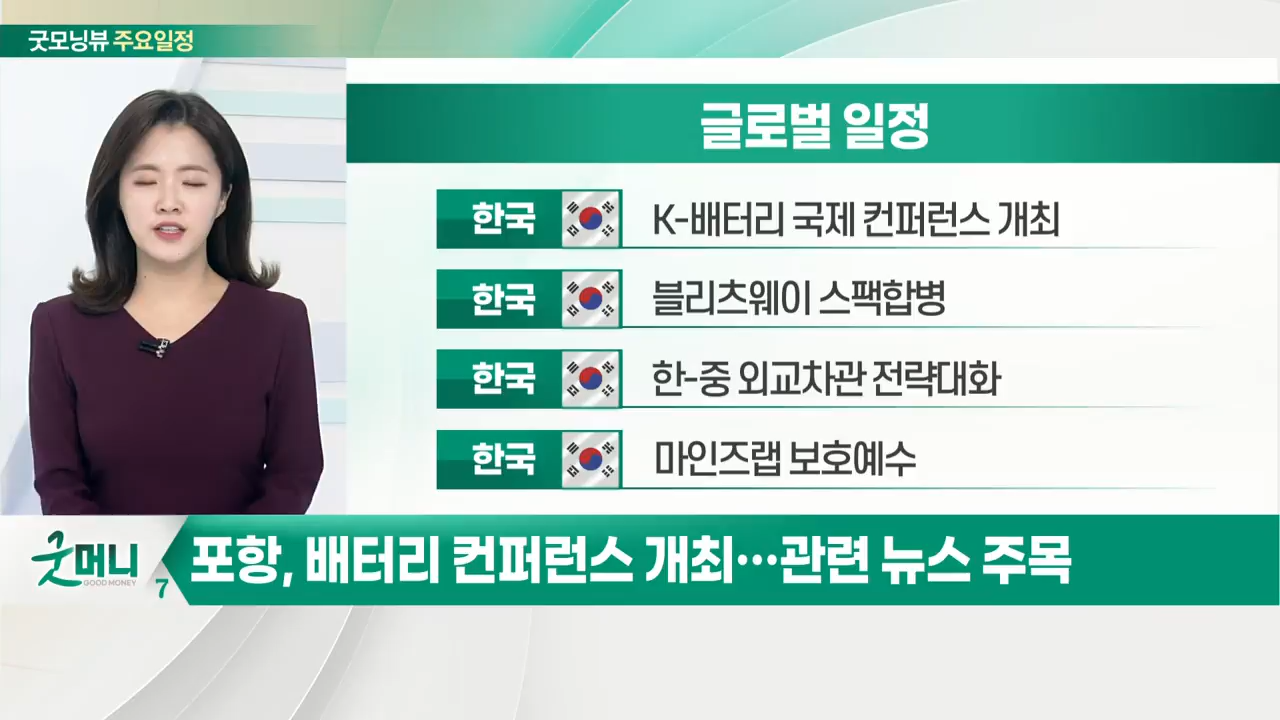 굿모닝뷰 주요일정
글로벌 일정
한국 K-배터리 국제 컨퍼런스 개최
한국 블리츠웨이 스팩합병
한국 한-중 외교차관 전략대화
한국 마인즈랩 보호예수
굿머니 GOOD MONEY 7
포항, 배터리 컨퍼런스 개최…관련 뉴스 주목